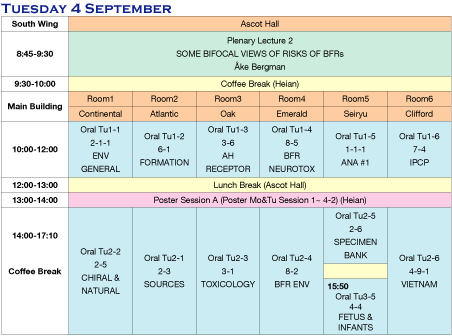 TUESDAY 4 SEPTEMBER
South Wing
Ascot Hall
8:45-9:30
Plenary Lecture 2
SOME BIFOCAL VIEWS OF RISKS OF BFRs
Åke Bergman
9:30-10:00
Coffee Break (Heian)
Main Building
Room1
Room2
Room3
Room4
Room5
Room6
Continental
Atlantic
Oak
Emerald
Seiryu
Clifford
10:00-12:00
Oral Tu1-1
2-1-1
ENV
GENERAL
Oral Tu1-2
6-1
FORMATION
Oral Tu1-3
3-6
AH
RECEPTOR
Oral Tu1-4
8-5
BFR
NEUROTOX
Oral Tu1-5
1-1-1
ANA #1
Oral Tu1-6
7-4
IPCP
12:00-13:00
Lunch Break (Ascot Hall)
13:00-14:00
Poster Session A (Poster Mo&Tu Session 1~ 4-2) (Heian)
14:00-17:10
Coffee Break
Oral Tu2-2
2-5
CHIRAL &
NATURAL
Oral Tu2-1
2-3
SOURCES
Oral Tu2-3
3-1
TOXICOLOGY
Oral Tu2-4
8-2
BFR ENV
Oral Tu2-5
2-6
SPECIMEN
BANK
15:50
Oral Tu3-5
4-4
FETUS &
INFANTS
Oral Tu2-6
4-9-1
VIETNAM